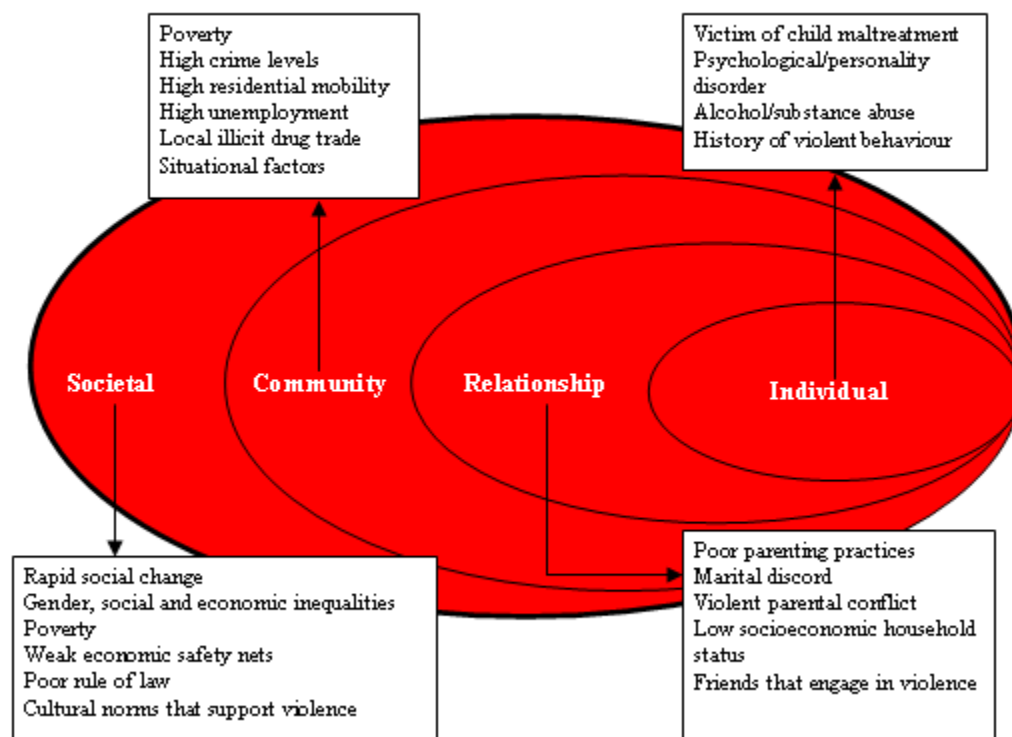 Poverty
High crime levels
High residential mobility
High unemployment
Local illicit drug trade
Situational factors
Victim of child maltreatment
Psychological/personality
disorder
Alcohol/substance abuse
History of violent behaviour
Societal
Community
Relationship
Individual
Rapid social change
Gender, social and economic inequalities
Poverty
Weak economic safety nets
Poor rule of law
Cultural norms that support violence
Poor parenting practices
Marital discord
Violent parental conflict
Low socioeconomic household
status
Friends that engage in violence